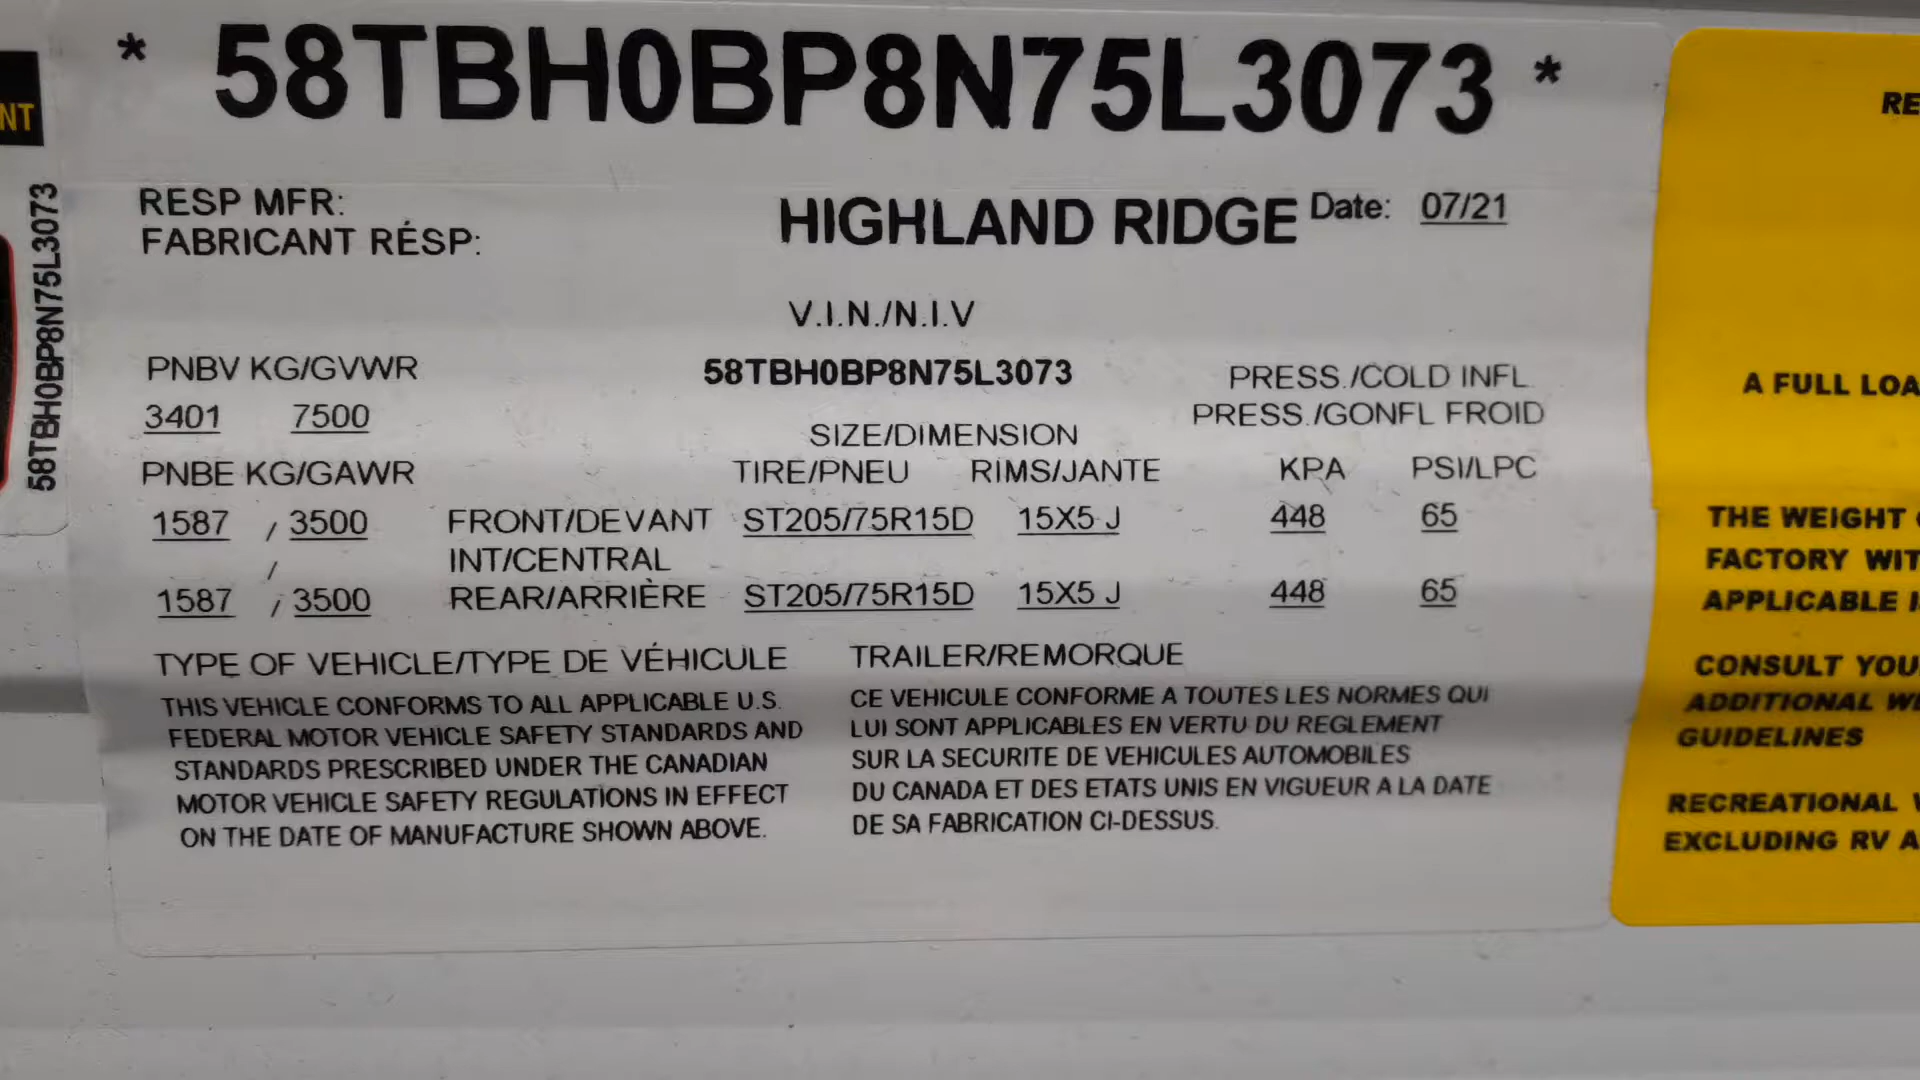 * 58TBH0BP8N75L3073 *
NT
58TBH0BP8N75L3073
RESP MFR:
FABRICANT RÉSP:
HIGHLAND RIDGE Date: 07/21
V.I.N./N.I.V
58TBH0BP8N75L3073
PNBV KG/GVWR
3401 7500
PRESS./COLD INFL
PRESS./GONFL FROID
SIZE/DIMENSION
PNBE KG/GAWR TIRE/PNEU RIMS/JANTE KPA PSI/LPC
1587 / 3500 FRONT/DEVANT ST205/75R15D 15X5 J 448 65
/ INT/CENTRAL
1587 / 3500 REAR/ARRIÈRE ST205/75R15D 15X5 J 448 65
TYPE OF VEHICLE/TYPE DE VÉHICULE TRAILER/REMORQUE
THIS VEHICLE CONFORMS TO ALL APPLICABLE U.S.
FEDERAL MOTOR VEHICLE SAFETY STANDARDS AND
STANDARDS PRESCRIBED UNDER THE CANADIAN
MOTOR VEHICLE SAFETY REGULATIONS IN EFFECT
ON THE DATE OF MANUFACTURE SHOWN ABOVE.
CE VEHICULE CONFORME A TOUTES LES NORMES QUI
LUI SONT APPLICABLES EN VERTU DU REGLEMENT
SUR LA SECURITE DE VEHICULES AUTOMOBILES
DU CANADA ET DES ETATS UNIS EN VIGUEUR A LA DATE
DE SA FABRICATION CI-DESSUS.
RE
A FULL LOA
THE WEIGHT
FACTORY WIT
APPLICABLE
CONSULT YOU
ADDITIONAL WE
GUIDELINES
RECREATIONAL
EXCLUDING RV A